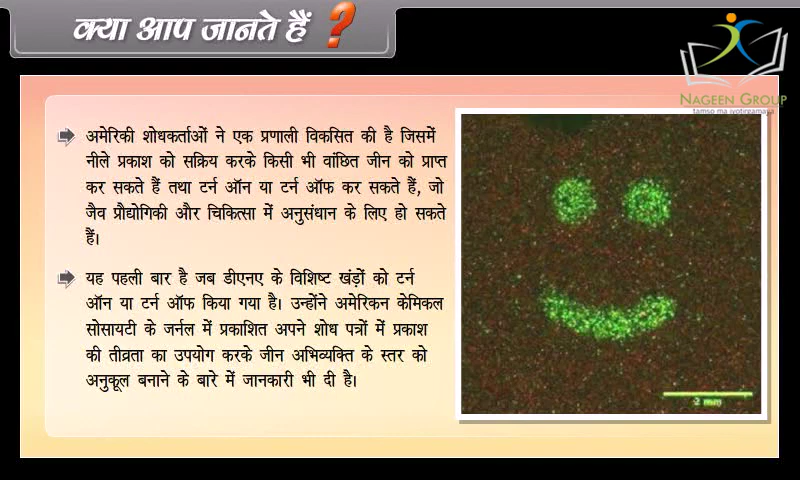 क्या आप जानते हैं ?
NAGEEN GROUP
tamso ma jyotirgamaya
अमेरिकी शोधकर्ताओं ने एक प्रणाली विकसित की है जिसमें
नीले प्रकाश को सक्रिय करके किसी भी वांछित जीन को प्राप्त
कर सकते हैं तथा टर्न ऑन या टर्न ऑफ कर सकते हैं, जो
जैव प्रौद्योगिकी और चिकित्सा में अनुसंधान के लिए हो सकते
हैं।
यह पहली बार है जब डीएनए के विशिष्ट खंड़ों को टर्न
ऑन या टर्न ऑफ किया गया है। उन्होंने अमेरिकन केमिकल
सोसायटी के जर्नल में प्रकाशित अपने शोध पत्रों में प्रकाश
की तीव्रता का उपयोग करके जीन अभिव्यक्ति के स्तर को
अनुकूल बनाने के बारे में जानकारी भी दी है।
2 mm